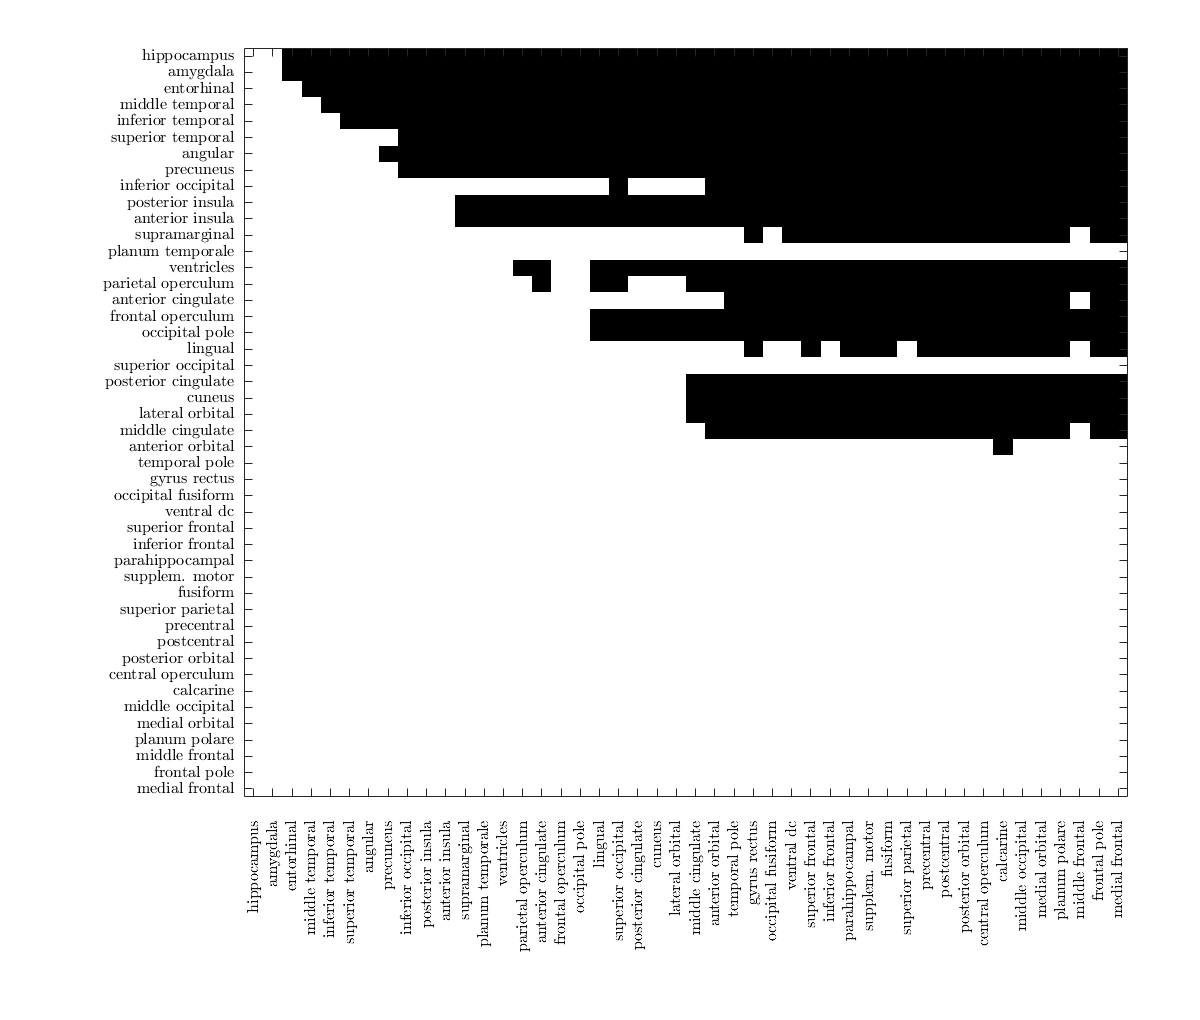 hippocampus
amygdala
entorhinal
middle temporal
inferior temporal
superior temporal
angular
precuneus
inferior occipital
posterior insula
anterior insula
supramarginal
planum temporale
ventricles
parietal operculum
anterior cingulate
frontal operculum
occipital pole
lingual
superior occipital
posterior cingulate
cuneus
lateral orbital
middle cingulate
anterior orbital
temporal pole
gyrus rectus
occipital fusiform
ventral dc
superior frontal
inferior frontal
parahippocampal
supplem. motor
fusiform
superior parietal
precentral
postcentral
posterior orbital
central operculum
calcarine
middle occipital
medial orbital
planum polare
middle frontal
frontal pole
medial frontal
hippocampus
amygdala
entorhinal
middle temporal
inferior temporal
superior temporal
angular
precuneus
inferior occipital
posterior insula
anterior insula
supramarginal
planum temporale
ventricles
parietal operculum
anterior cingulate
frontal operculum
occipital pole
lingual
superior occipital
posterior cingulate
cuneus
lateral orbital
middle cingulate
anterior orbital
temporal pole
gyrus rectus
occipital fusiform
ventral dc
superior frontal
inferior frontal
parahippocampal
supplem. motor
fusiform
superior parietal
precentral
postcentral
posterior orbital
central operculum
calcarine
middle occipital
medial orbital
planum polare
middle frontal
frontal pole
medial frontal